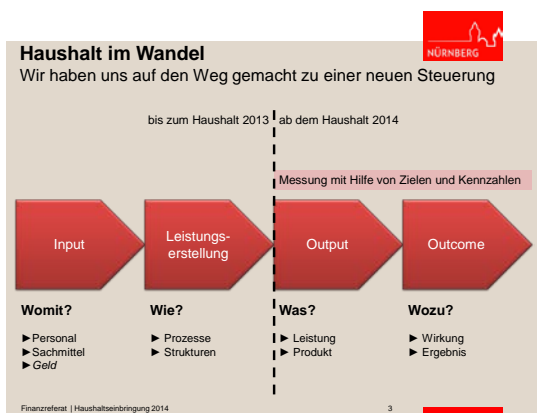 NÜRNBERG
Haushalt im Wandel
Wir haben uns auf den Weg gemacht zu einer neuen Steuerung
bis zum Haushalt 2013
ab dem Haushalt 2014
Messung mit Hilfe von Zielen und Kennzahlen
Input
Leistungs-
erstellung
Output
Outcome
Womit?
►Personal
►Sachmittel
►Geld
Wie?
► Prozesse
► Strukturen
Was?
► Leistung
► Produkt
Wozu?
► Wirkung
► Ergebnis
Finanzreferat | Haushaltseinbringung 2014
3